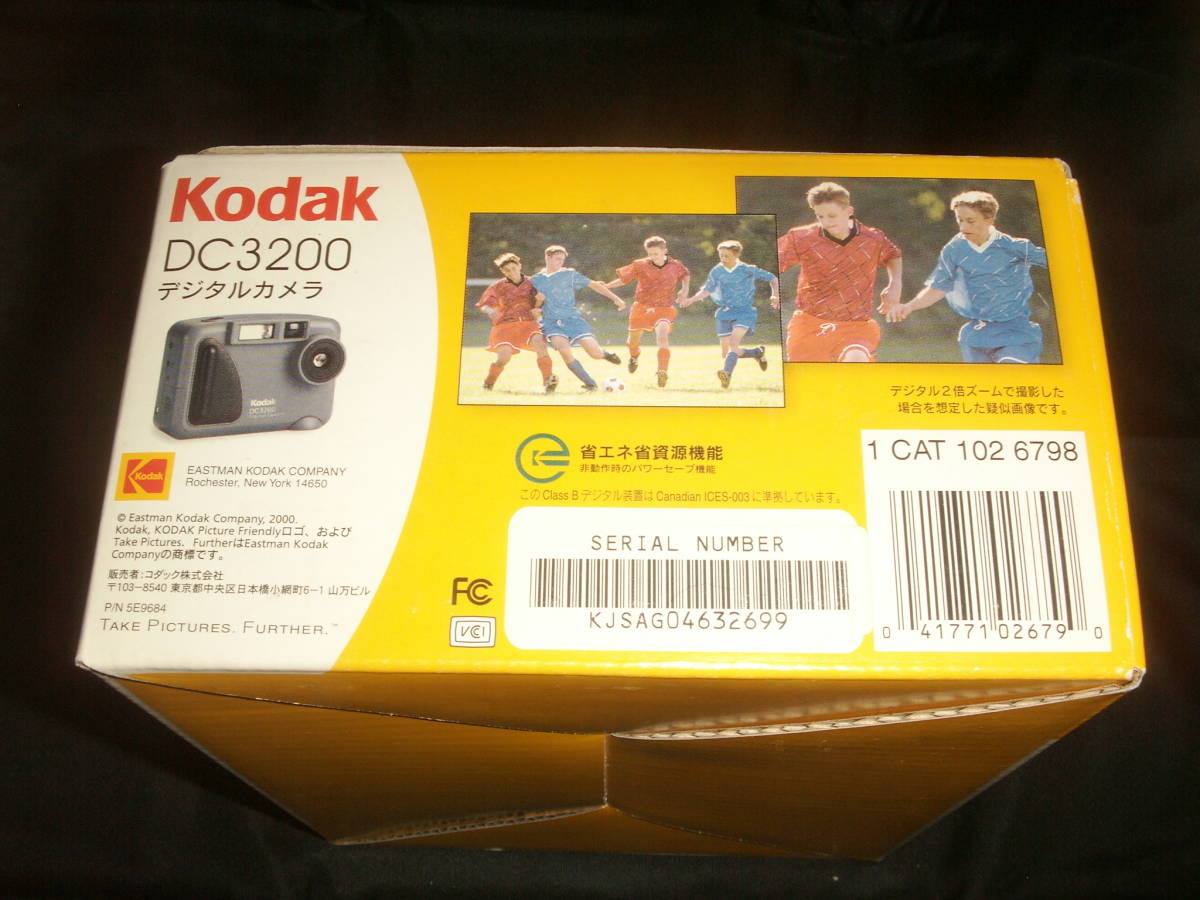 Kodak
DC3200
デジタルカメラ
Kodak
DC3200
Kodak
EASTMAN KODAK COMPANY
Rochester, New York 14650
© Eastman Kodak Company, 2000.
Kodak, KODAK Picture Friendlyロゴ、および
Take Pictures. FurtherはEastman Kodak
Companyの商標です。
販売者:コダック株式会社
〒103-8540 東京都中央区日本橋小網町6-1 山万ビル
P/N 5E9684
TAKE PICTURES. FURTHER.™
デジタル2倍ズームで撮影した
場合を想定した疑似画像です。
省エネ省資源機能
非動作時のパワーセーブ機能
このClass Bデジタル装置はCanadian ICES-003に準拠しています。
FC
VCI
SERIAL NUMBER
KJSAG04632699
1 CAT 102 6798
0 41771 02679 0